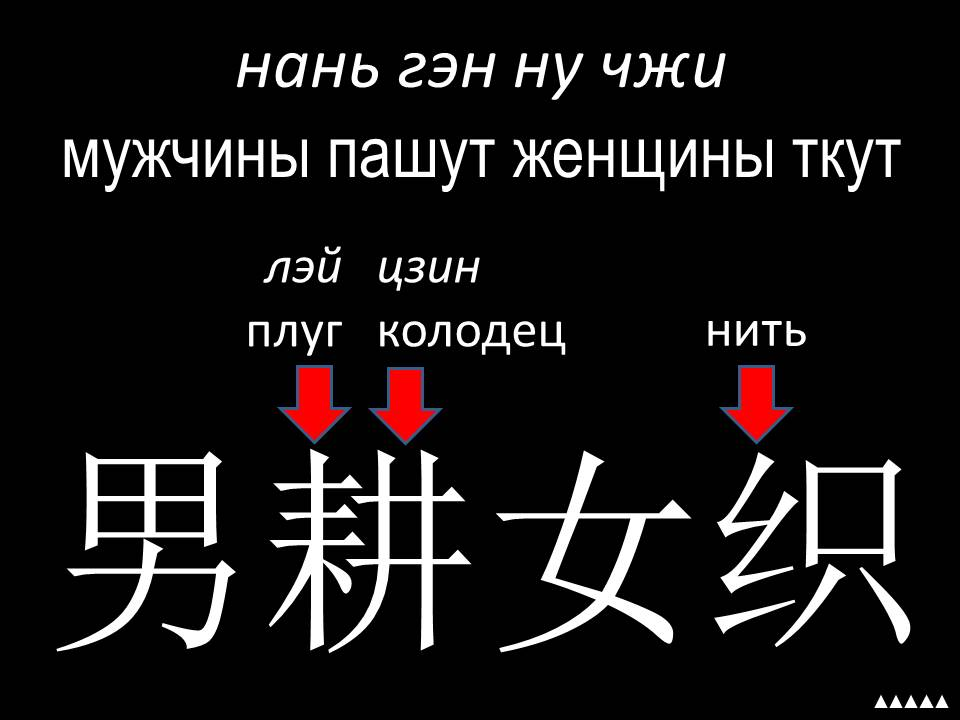 нань гэн ну чжи
мужчины пашут женщины ткут
лэй цзин
плуг колодец нить
男耕女织